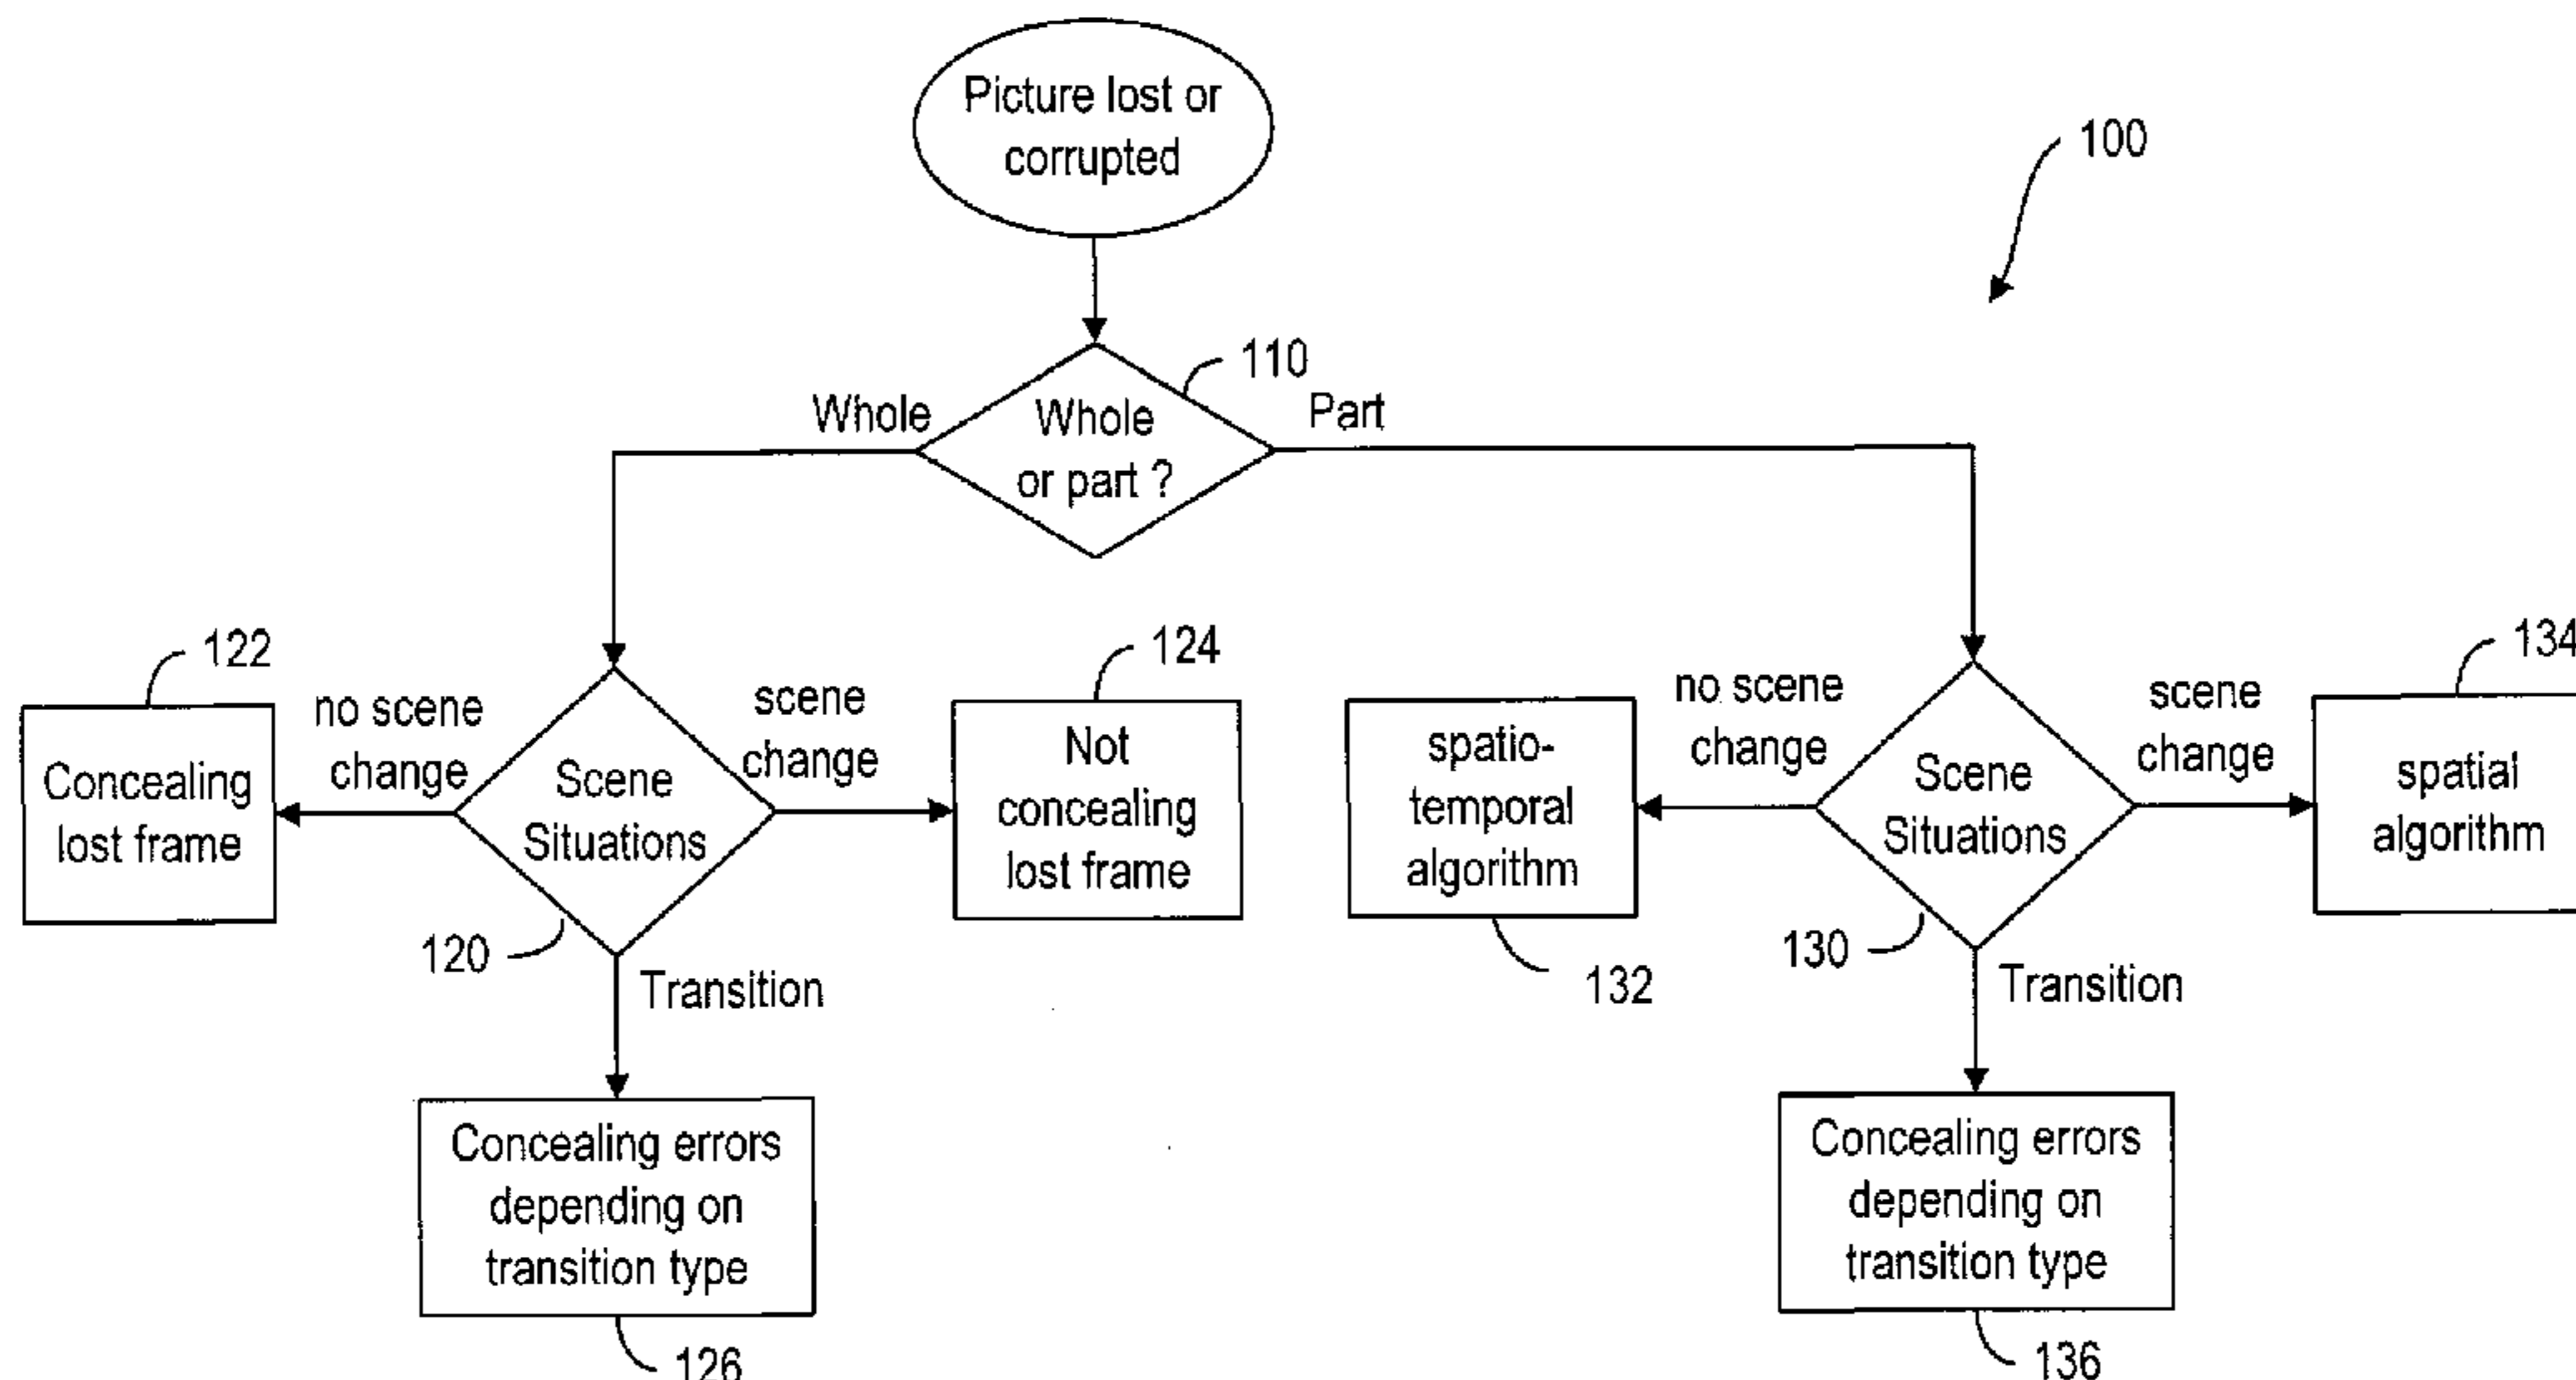 Picture lost or
corrupted
100
110
Whole
Whole
or part ?
Part
122
no scene
change
Concealing
lost frame
Scene
Situations
scene
change
124
Not
concealing
lost frame
120
Transition
Concealing errors
depending on
transition type
126
spatio-
temporal
algorithm
132
no scene
change
Scene
Situations
scene
change
134
spatial
algorithm
130
Transition
Concealing errors
depending on
transition type
136